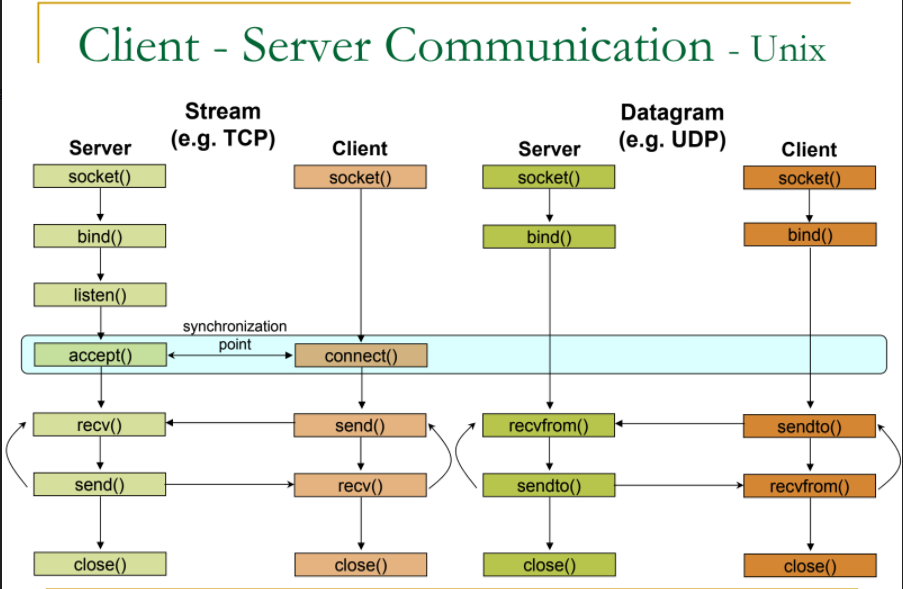 Client - Server Communication - Unix
Stream
(e.g. TCP)
Server
Client
socket()
socket()
bind()
listen()
synchronization
point
accept()
connect()
recv()
send()
send()
recv()
close()
close()
Datagram
(e.g. UDP)
Server
Client
socket()
socket()
bind()
bind()
recvfrom()
sendto()
sendto()
recvfrom()
close()
close()